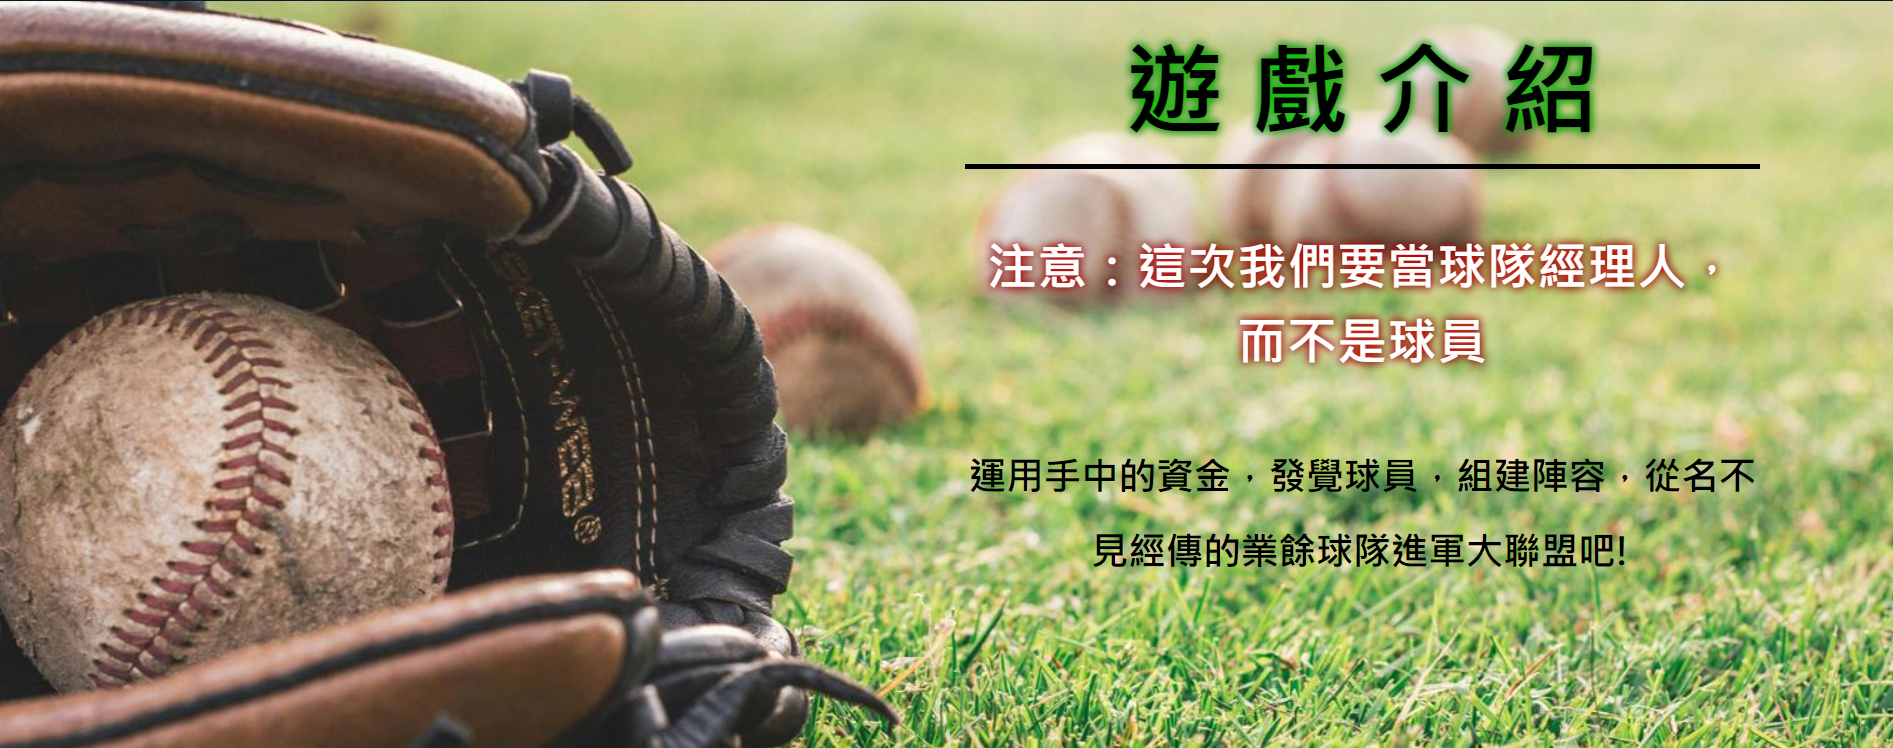 遊戲介紹
注意：這次我們要當球隊經理人，
而不是球員
運用手中的資金，發覺球員，組建陣容，從名不
見經傳的業餘球隊進軍大聯盟吧!